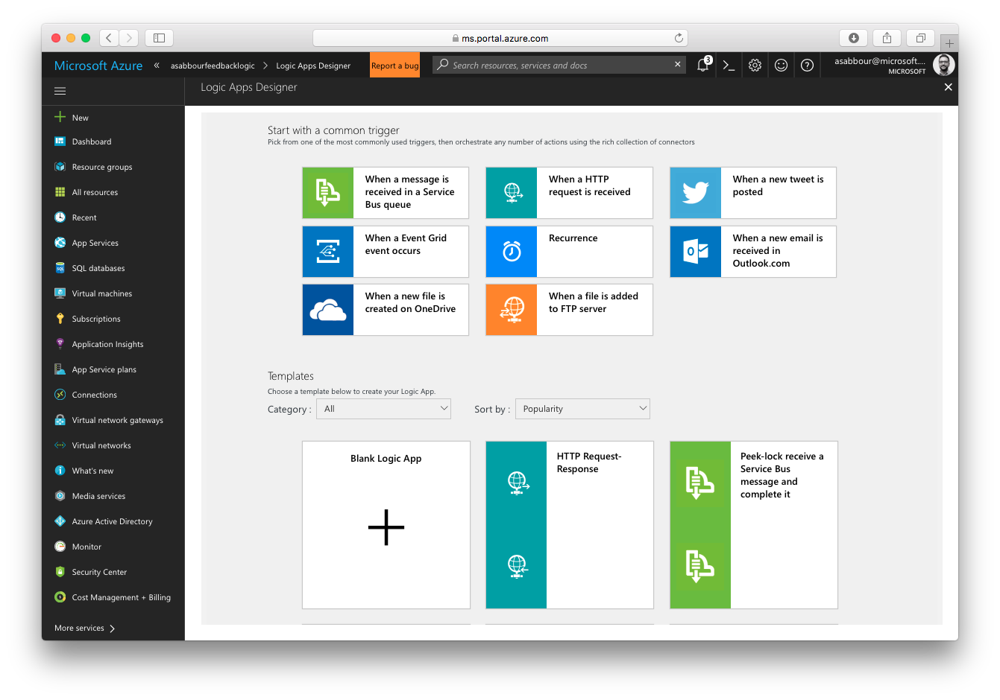 ms.portal.azure.com
Microsoft Azure « asabbourfeedbacklogic > Logic Apps Designer
Report a bug
Search resources, services and docs
3
asabbour@microsoft....
MICROSOFT
Logic Apps Designer
New
Dashboard
Resource groups
All resources
Recent
App Services
SQL databases
Virtual machines
Subscriptions
Application Insights
App Service plans
Connections
Virtual network gateways
Virtual networks
What's new
Media services
Azure Active Directory
Monitor
Security Center
Cost Management + Billing
More services
Start with a common trigger
Pick from one of the most commonly used triggers, then orchestrate any number of actions using the rich collection of connectors
When a message is
received in a Service
Bus queue
When a HTTP
request is received
When a new tweet is
posted
When a Event Grid
event occurs
Recurrence
When a new email is
received in
Outlook.com
When a new file is
created on OneDrive
When a file is added
to FTP server
Templates
Choose a template below to create your Logic App.
Category : All
Sort by : Popularity
Blank Logic App
HTTP Request-
Response
Peek-lock receive a
Service Bus
message and
complete it